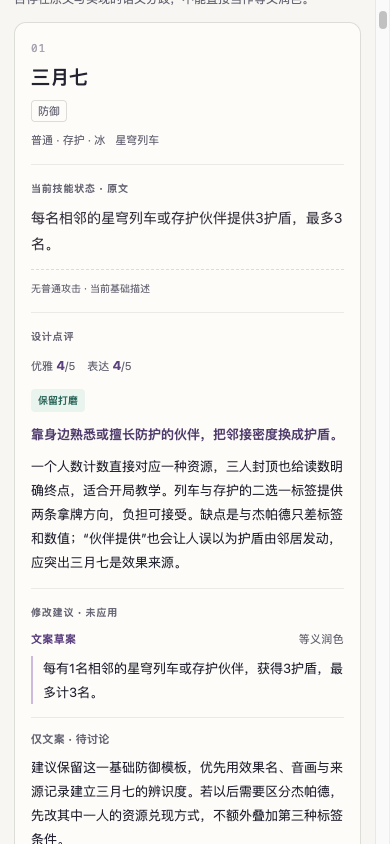 01
三月七
防御
普通 · 存护 · 冰 星穹列车
当前技能状态 · 原文
每名相邻的星穹列车或存护伙伴提供3护盾，最多3
名。
无普通攻击 · 当前基础描述
设计点评
优雅 4/5 表达 4/5
保留打磨
靠身边熟悉或擅长防护的伙伴，把邻接密度换成护盾。
一个人数计数直接对应一种资源，三人封顶也给读数明
确终点，适合开局教学。列车与存护的二选一标签提供
两条拿牌方向，负担可接受。缺点是与杰帕德只差标签
和数值；“伙伴提供”也会让人误以为护盾由邻居发动，
应突出三月七是效果来源。
修改建议 · 未应用
文案草案 等义润色
每有1名相邻的星穹列车或存护伙伴，获得3护盾，最
多计3名。
仅文案 · 待讨论
建议保留这一基础防御模板，优先用效果名、音画与来
源记录建立三月七的辨识度。若以后需要区分杰帕德，
先改其中一人的资源兑现方式，不额外叠加第三种标签
条件。